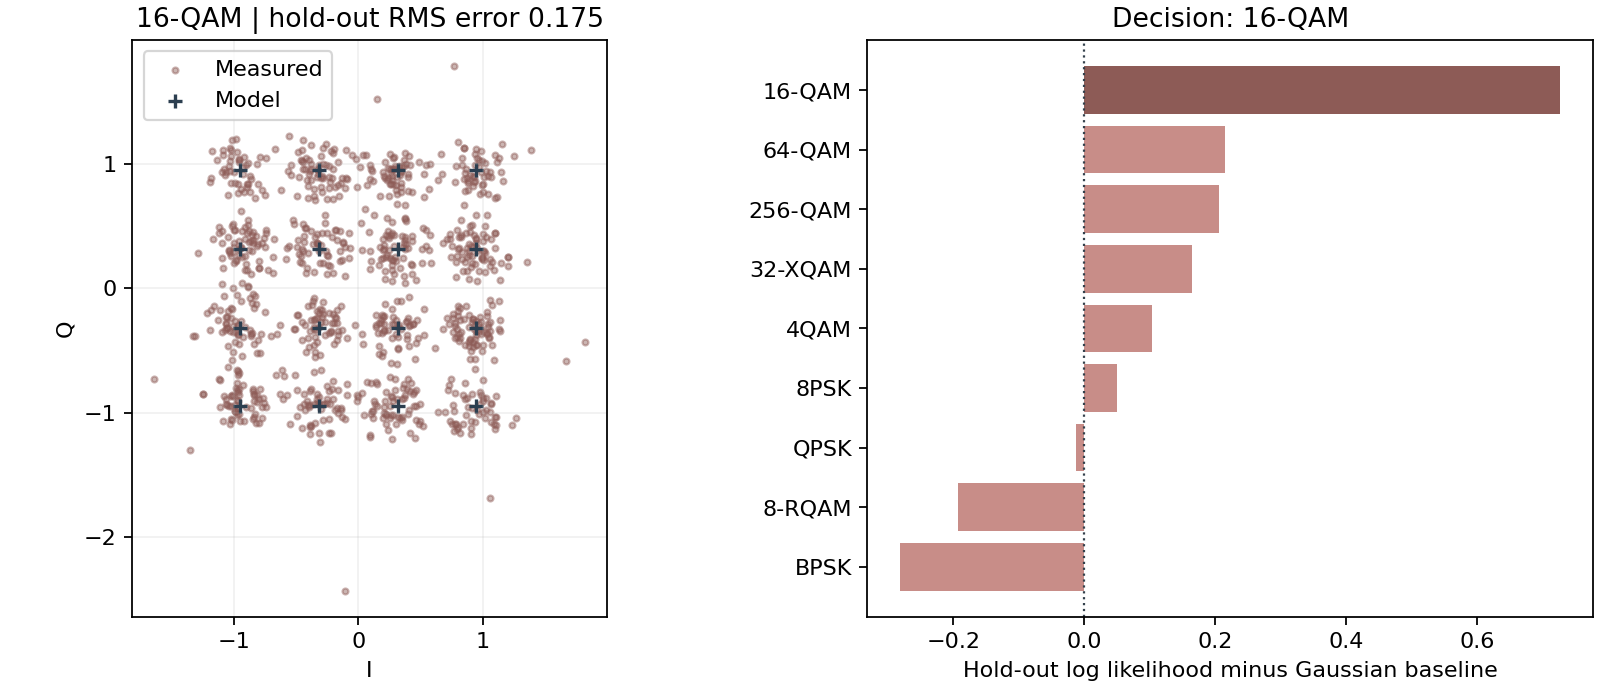 16-QAM | hold-out RMS error 0.175
Measured
Model
1
0
−1
−2
Q
−1
0
1
I
Decision: 16-QAM
16-QAM
64-QAM
256-QAM
32-XQAM
4QAM
8PSK
QPSK
8-RQAM
BPSK
−0.2
0.0
0.2
0.4
0.6
Hold-out log likelihood minus Gaussian baseline